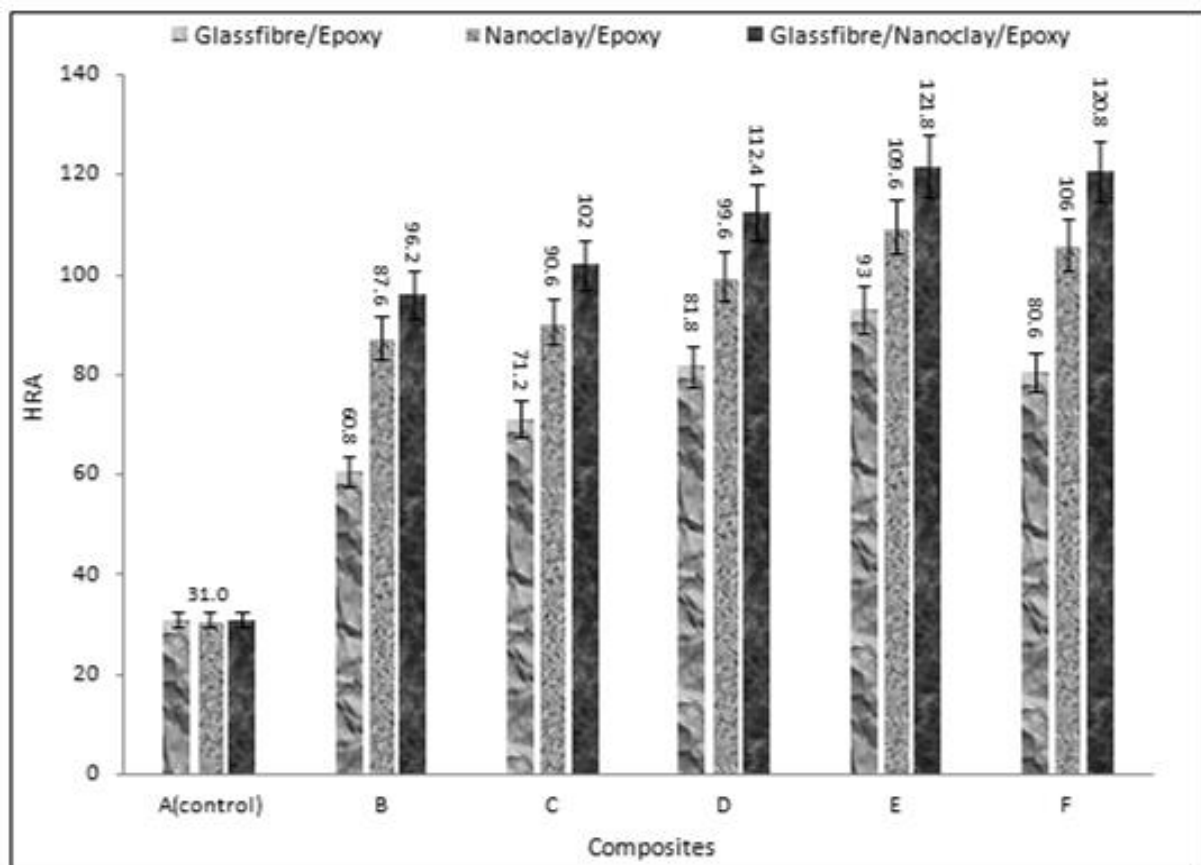 Glassfibre/Epoxy Nanoclay/Epoxy Glassfibre/Nanoclay/Epoxy
140
120
100
80
60
40
20
0
HRA
31.0
60.8 87.6 96.2
71.2 90.6 102
81.8 99.6 112.4
93 109.6 121.8
80.6 106 120.8
A(control) B C D E F
Composites